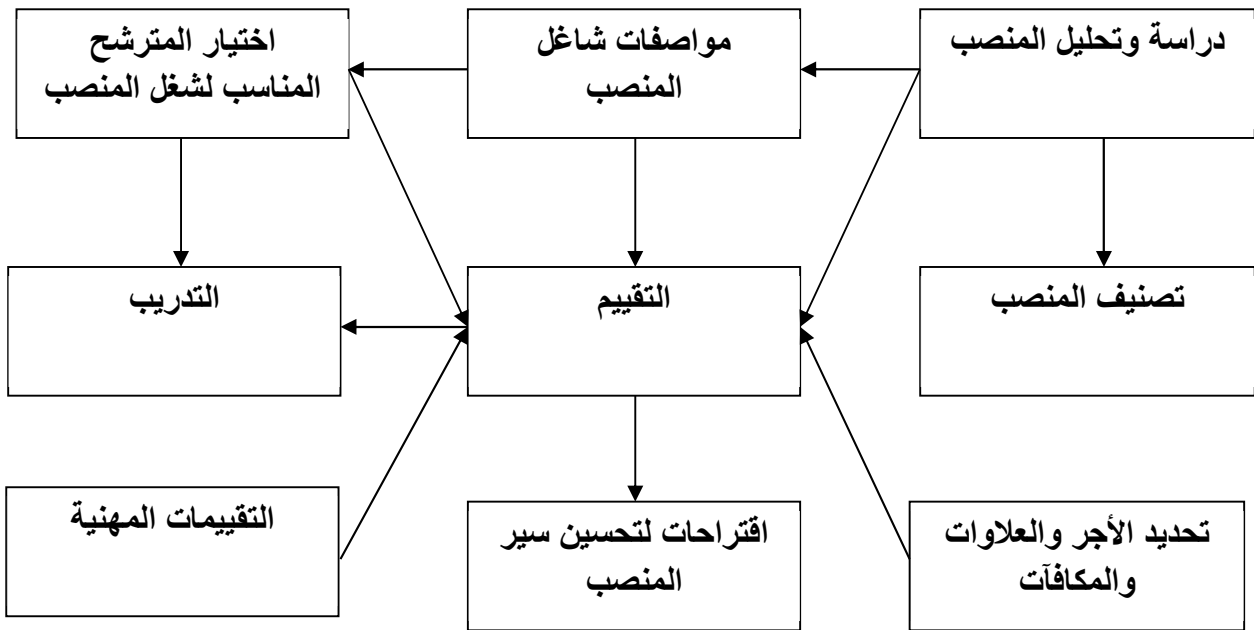 دراسة وتحليل المنصب
مواصفات شاغل
المنصب
اختيار المترشح
المناسب لشغل المنصب
تصنيف المنصب
التقييم
التدريب
تحديد الأجر والعلاوات
والمكافآت
اقتراحات لتحسين سير
المنصب
التقييمات المهنية